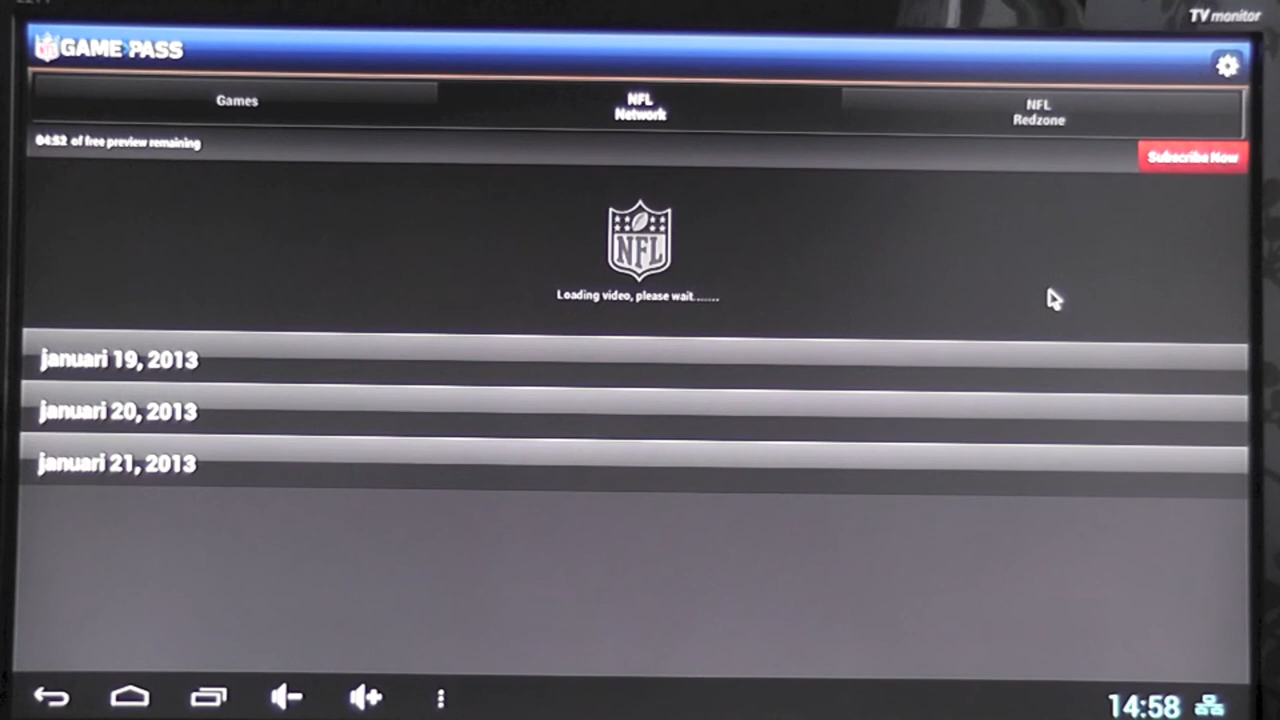 TV monitor
NFL GAME PASS
Games
NFL
Network
NFL
Redzone
04:52 of free preview remaining
Subscribe Now
NFL
Loading video, please wait.......
januari 19, 2013
januari 20, 2013
januari 21, 2013
14:58